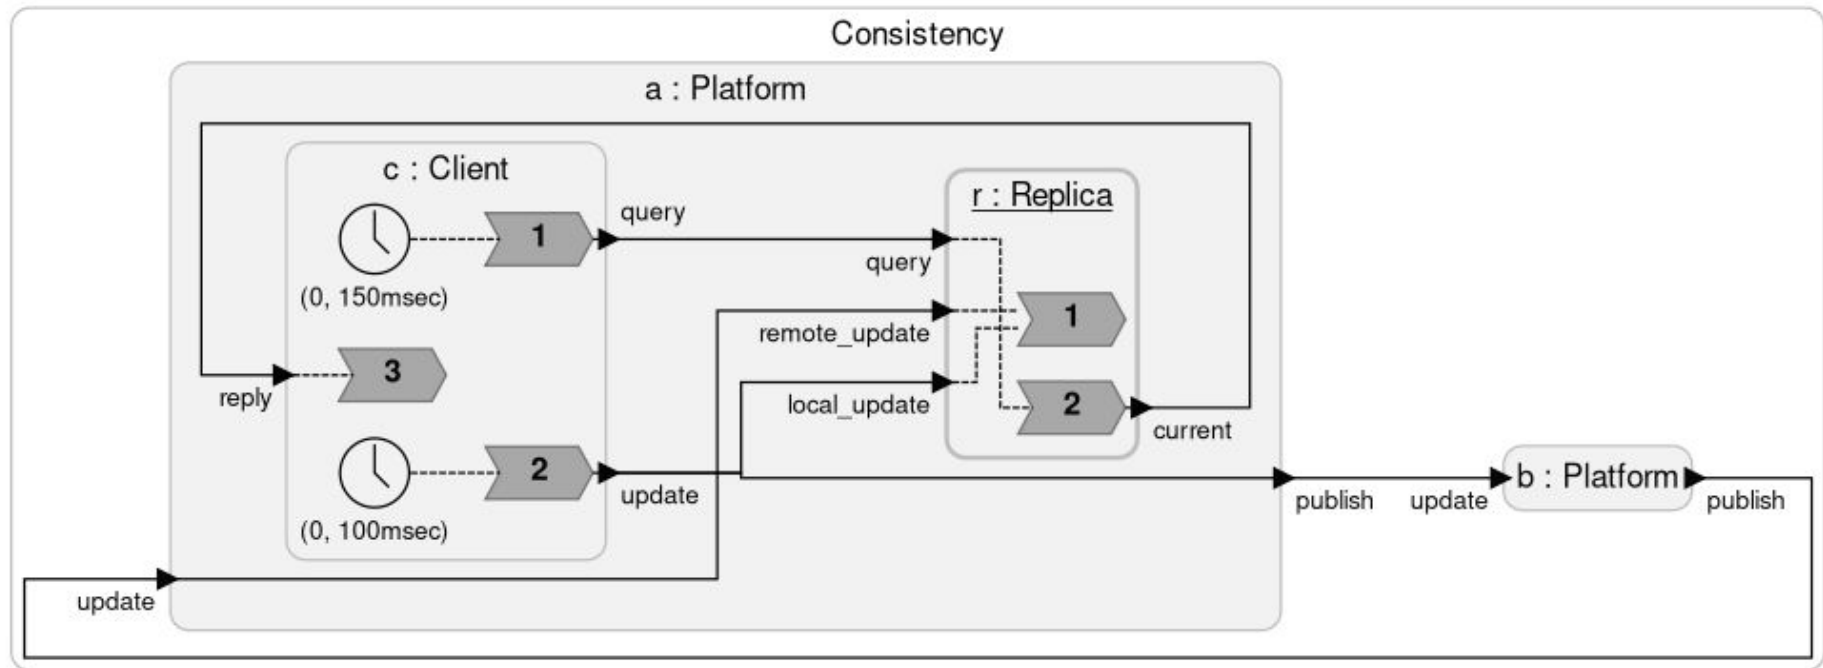 Consistency
a : Platform
c : Client
r : Replica
1
query
query
(0, 150msec)
remote_update
1
3
reply
local_update
2
current
2
update
(0, 100msec)
publish
update
b : Platform
publish
update